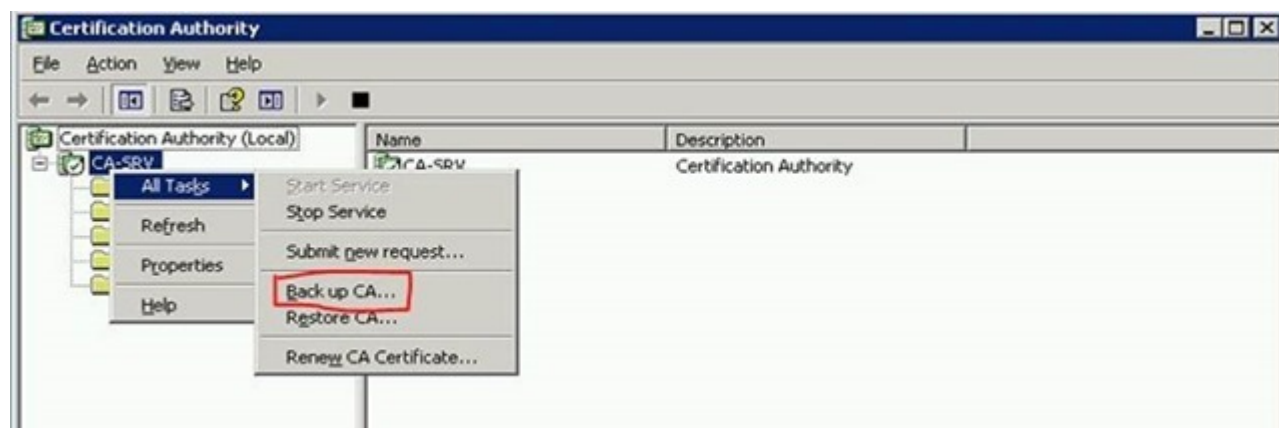 Certification Authority
File Action View Help
Certification Authority (Local)
Name Description
CA-SRV
CA-SRV Certification Authority
All Tasks
Start Service
Stop Service
Refresh
Submit new request...
Properties
Back up CA...
Help
Restore CA...
Renew CA Certificate...